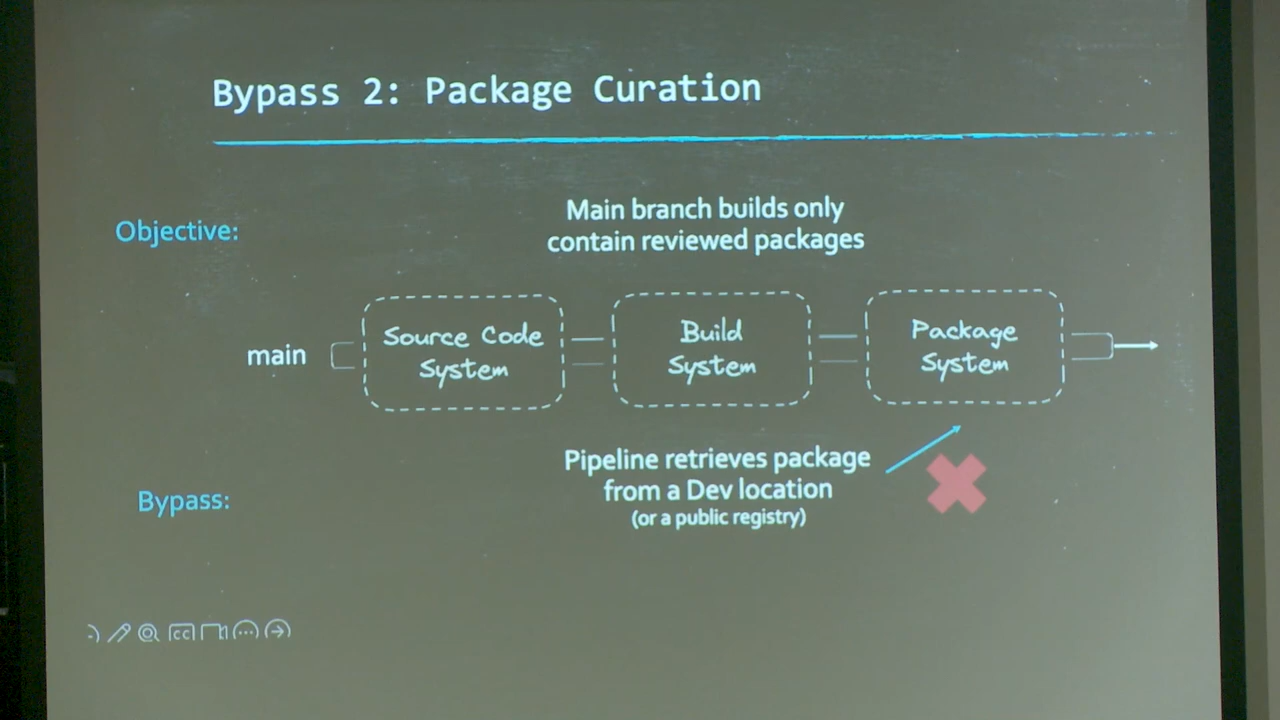 Bypass 2: Package Curation
Objective:
Main branch builds only
contain reviewed packages
main
Source Code
System
Build
System
Package
System
Bypass:
Pipeline retrieves package
from a Dev location
(or a public registry)
CC